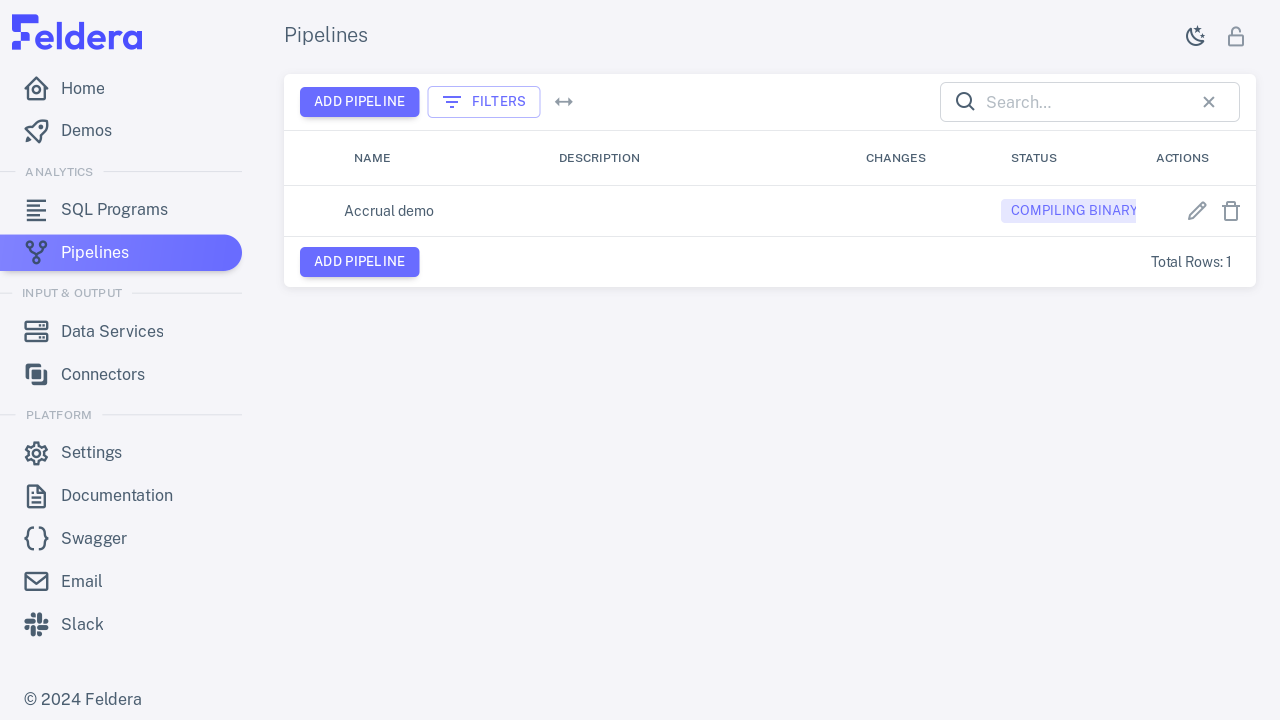 Feldera
Home
Demos
ANALYTICS
SQL Programs
Pipelines
INPUT & OUTPUT
Data Services
Connectors
PLATFORM
Settings
Documentation
Swagger
Email
Slack
© 2024 Feldera
Pipelines
ADD PIPELINE FILTERS Search...
NAME DESCRIPTION CHANGES STATUS ACTIONS
Accrual demo COMPILING BINARY
ADD PIPELINE Total Rows: 1